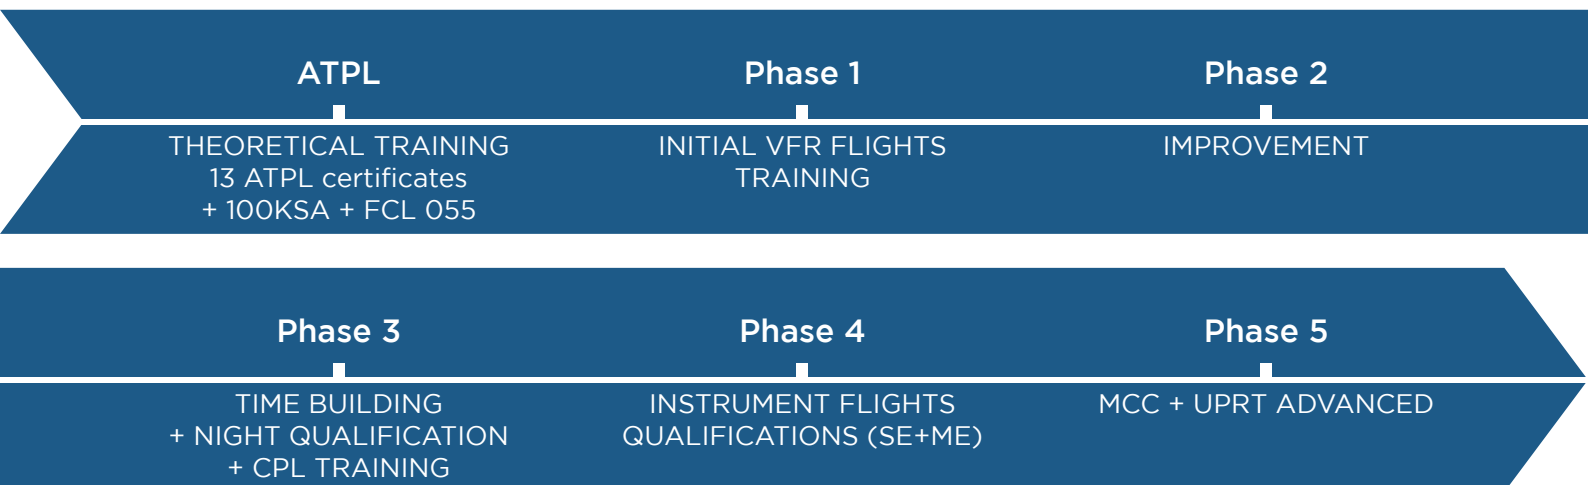 ATPL
THEORETICAL TRAINING
13 ATPL certificates
+ 100KSA + FCL 055
Phase 1
INITIAL VFR FLIGHTS
TRAINING
Phase 2
IMPROVEMENT
Phase 3
TIME BUILDING
+ NIGHT QUALIFICATION
+ CPL TRAINING
Phase 4
INSTRUMENT FLIGHTS
QUALIFICATIONS (SE+ME)
Phase 5
MCC + UPRT ADVANCED